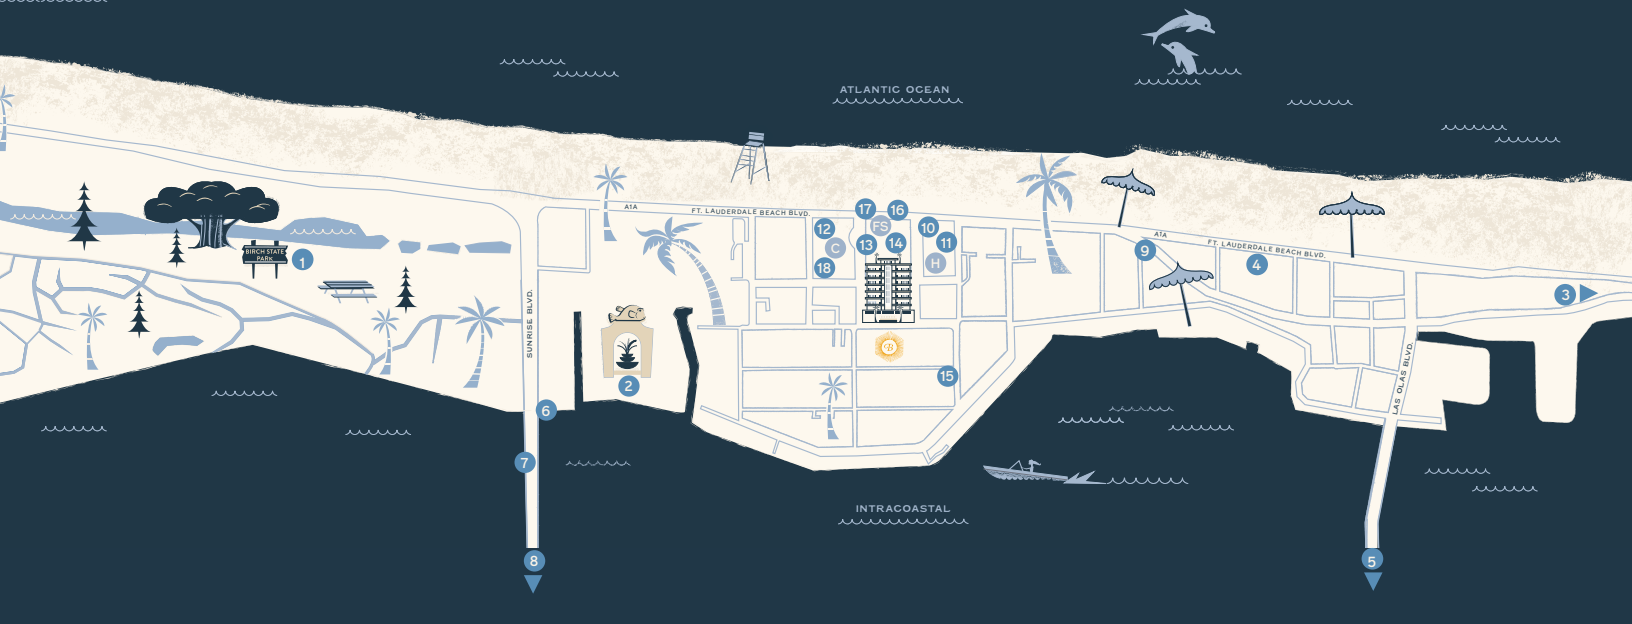 ATLANTIC OCEAN
A1A
FT. LAUDERDALE BEACH BLVD.
17
16
12
FS
10
C
13
14
11
18
H
A1A
FT. LAUDERDALE BEACH BLVD.
9
4
BIRCH STATE
PARK
1
3
SUNRISE BLVD.
B
2
15
LAS OLAS BLVD.
6
7
INTRACOASTAL
8
5